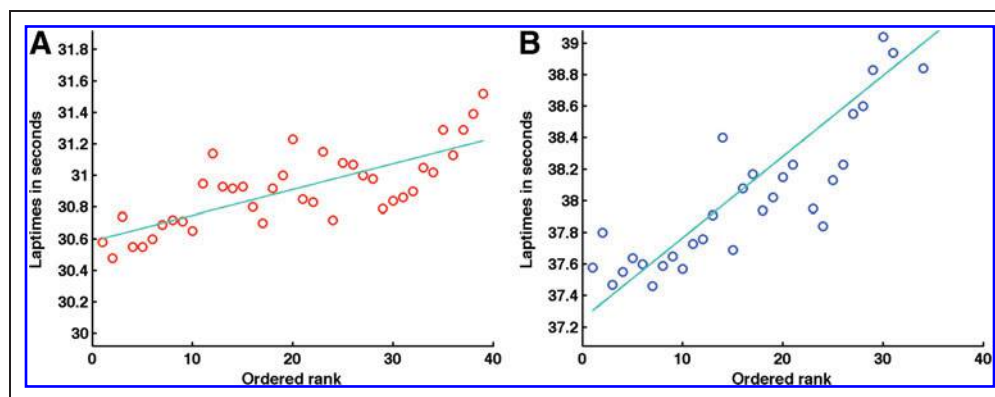 A
Laptimes in seconds
31.8
31.6
31.4
31.2
31
30.8
30.6
30.4
30.2
30
0 10 20 30 40
Ordered rank
B
Laptimes in seconds
39
38.8
38.6
38.4
38.2
38
37.8
37.6
37.4
37.2
0 10 20 30 40
Ordered rank